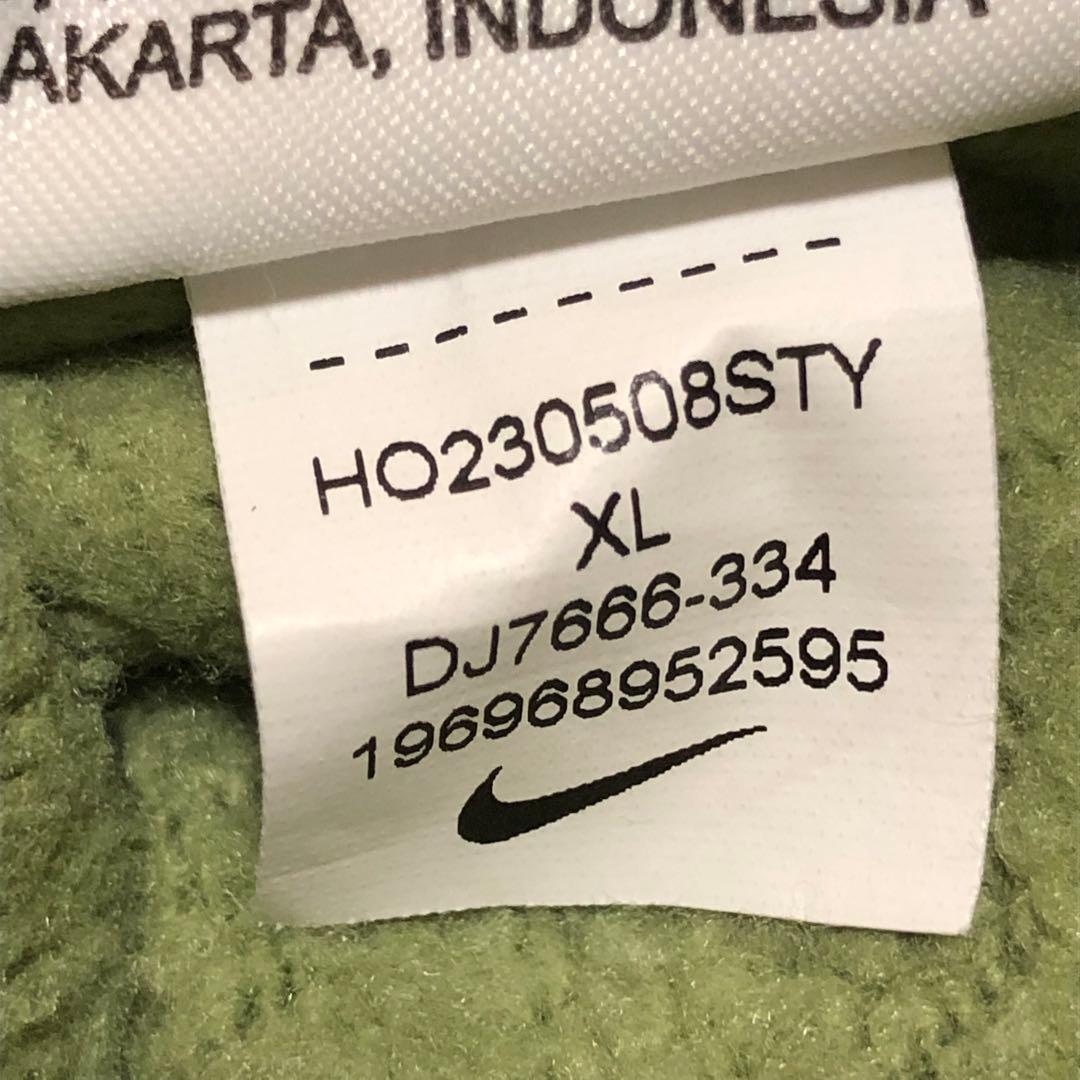 AKARTA, INDONESIA
HO230508STY
XL
DJ7666-334
196968952595